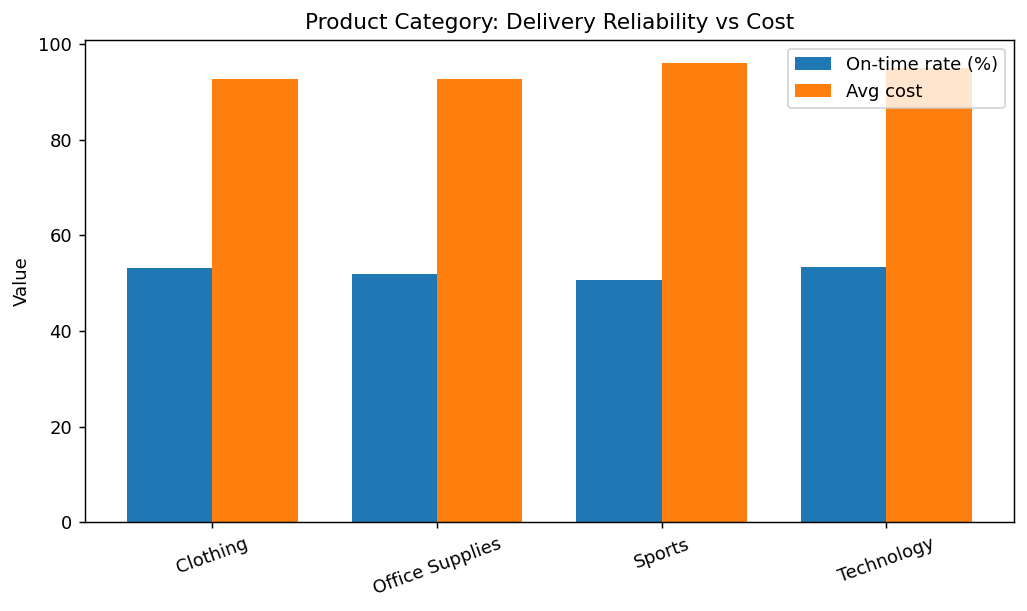 Product Category: Delivery Reliability vs Cost
On-time rate (%)
Avg cost
Value
100
80
60
40
20
0
Clothing
Office Supplies
Sports
Technology